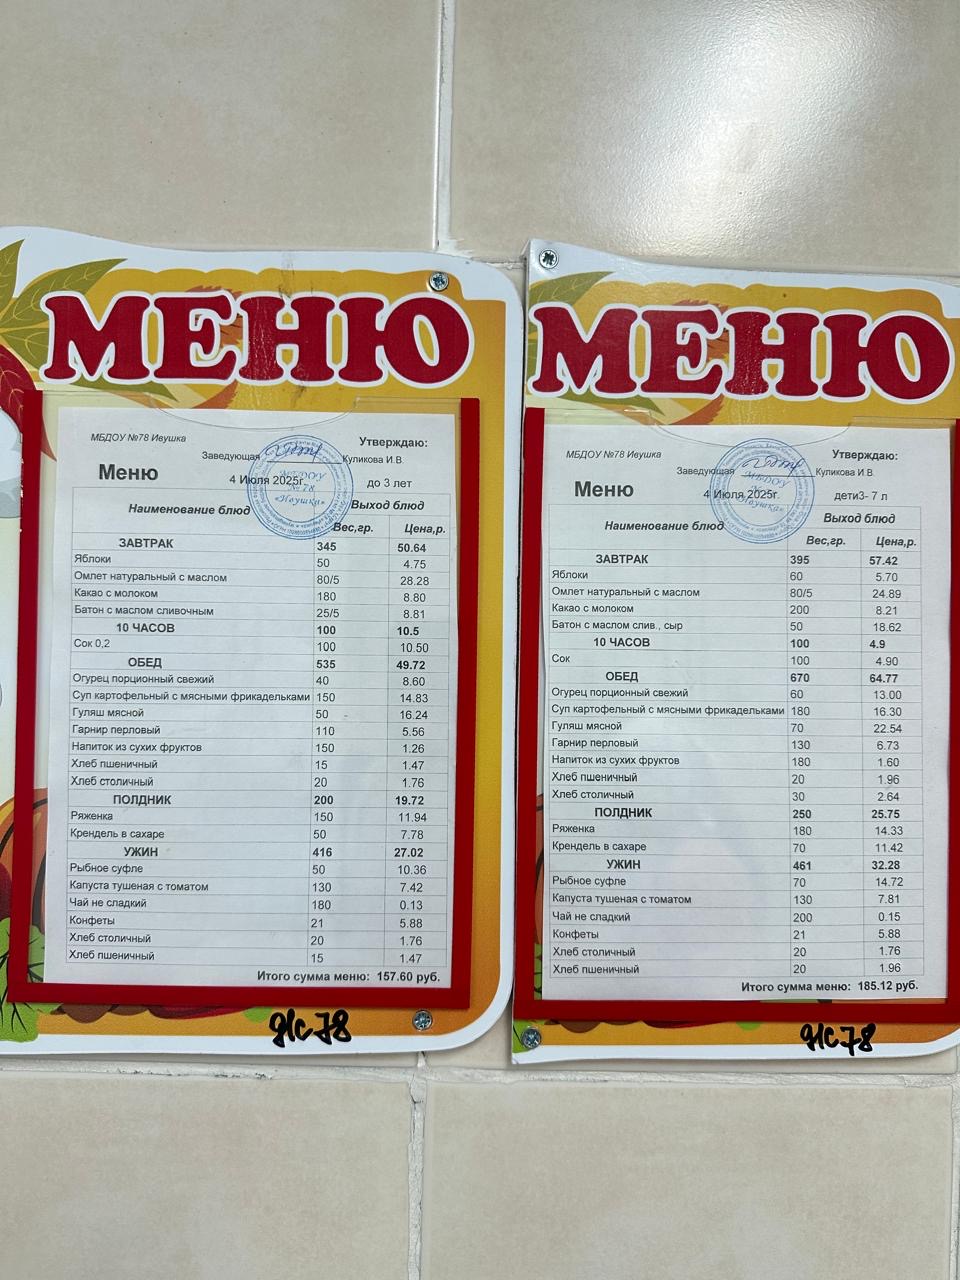 МЕНЮ
МБДОУ №78 Ивушка
Утверждаю:
Заведующая Куликова И.В.
Меню 4 Июля 2025г. до 3 лет
Наименование блюд Выход блюд
Вес,гр. Цена,р.
ЗАВТРАК 345 50.64
Яблоки 50 4.75
Омлет натуральный с маслом 80/5 28.28
Какао с молоком 180 8.80
Батон с маслом сливочным 25/5 8.81
10 ЧАСОВ 100 10.5
Сок 0,2 100 10.50
ОБЕД 535 49.72
Огурец порционный свежий 40 8.60
Суп картофельный с мясными фрикадельками 150 14.83
Гуляш мясной 50 16.24
Гарнир перловый 110 5.56
Напиток из сухих фруктов 150 1.26
Хлеб пшеничный 15 1.47
Хлеб столичный 20 1.76
ПОЛДНИК 200 19.72
Ряженка 150 11.94
Крендель в сахаре 50 7.78
УЖИН 416 27.02
Рыбное суфле 50 10.36
Капуста тушеная с томатом 130 7.42
Чай не сладкий 180 0.13
Конфеты 21 5.88
Хлеб столичный 20 1.76
Хлеб пшеничный 15 1.47
Итого сумма меню: 157.60 руб.
МБДОУ
№ 78
«Ивушка»
д/с 78
МЕНЮ
МБДОУ №78 Ивушка
Утверждаю:
Заведующая Куликова И.В.
Меню 4 Июля 2025г. дети3- 7 л
Наименование блюд Выход блюд
Вес,гр. Цена,р.
ЗАВТРАК 395 57.42
Яблоки 60 5.70
Омлет натуральный с маслом 80/5 24.89
Какао с молоком 200 8.21
Батон с маслом слив., сыр 50 18.62
10 ЧАСОВ 100 4.9
Сок 100 4.90
ОБЕД 670 64.77
Огурец порционный свежий 60 13.00
Суп картофельный с мясными фрикадельками 180 16.30
Гуляш мясной 70 22.54
Гарнир перловый 130 6.73
Напиток из сухих фруктов 180 1.60
Хлеб пшеничный 20 1.96
Хлеб столичный 30 2.64
ПОЛДНИК 250 25.75
Ряженка 180 14.33
Крендель в сахаре 70 11.42
УЖИН 461 32.28
Рыбное суфле 70 14.72
Капуста тушеная с томатом 130 7.81
Чай не сладкий 200 0.15
Конфеты 21 5.88
Хлеб столичный 20 1.76
Хлеб пшеничный 20 1.96
Итого сумма меню: 185.12 руб.
МБДОУ
№ 78
«Ивушка»
д/с 78